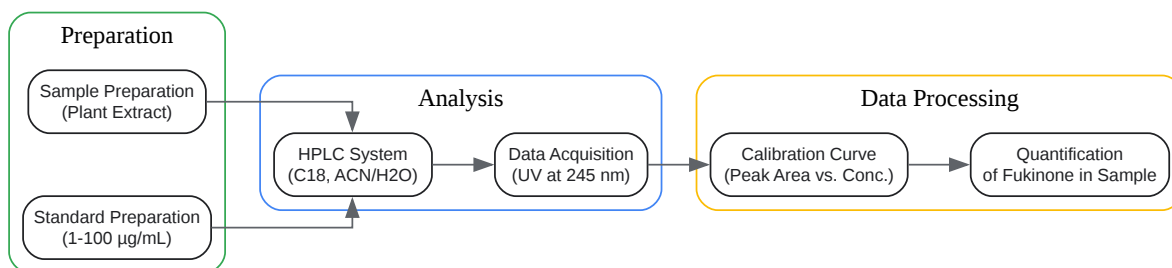 Preparation
Sample Preparation
(Plant Extract)
Standard Preparation
(1-100 µg/mL)
Analysis
HPLC System
(C18, ACN/H2O)
Data Acquisition
(UV at 245 nm)
Data Processing
Calibration Curve
(Peak Area vs. Conc.)
Quantification
of Fukinone in Sample